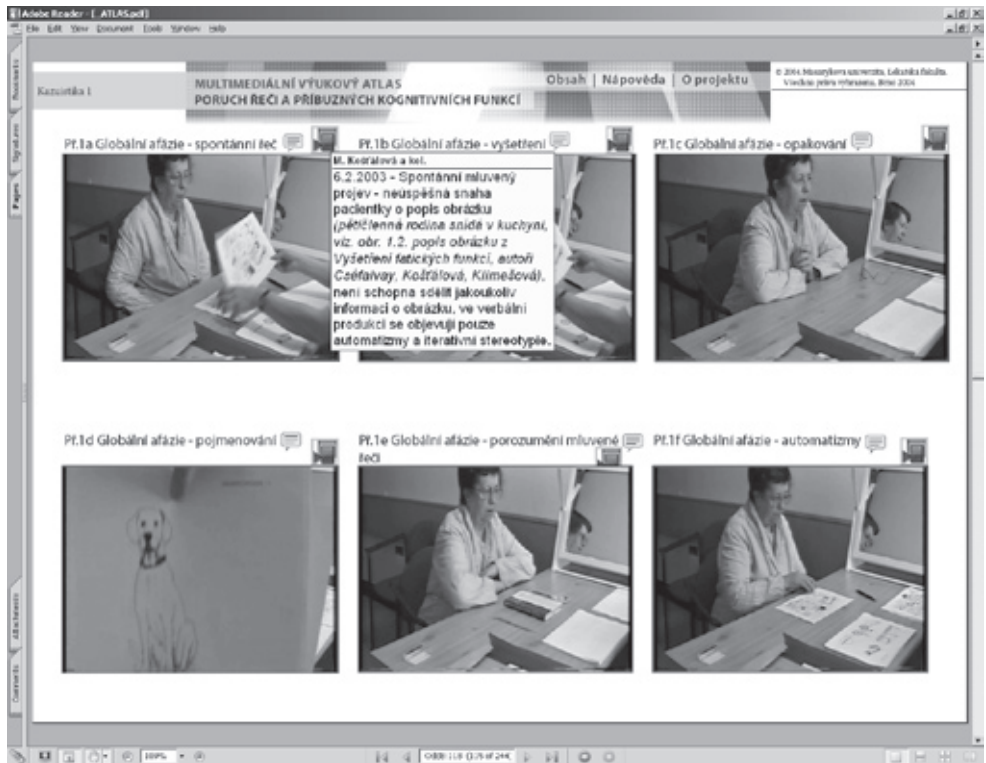 Adobe Reader - [_ATLAS.pdf]
File Edit View Document Tools Window Help
Kazuistika 1
MULTIMEDIÁLNÍ VÝUKOVÝ ATLAS
PORUCH ŘEČI A PŘÍBUZNÝCH KOGNITIVNÍCH FUNKCÍ
Obsah | Nápověda | O projektu
© 2004 Masarykova univerzita, Lékařská fakulta.
Všechna práva vyhrazena. Brno 2004
Př.1a Globální afázie - spontánní řeč
Př.1b Globální afázie - vyšetření
Př.1c Globální afázie - opakování
M. Košťálová a kol.
6.2.2003 - Spontánní mluvený
projev - neúspěšná snaha
pacientky o popis obrázku
(pětičlenná rodina snídá v kuchyni,
viz. obr. 1.2. popis obrázku z
Vyšetření fatických funkcí, autoři
Cséfalvay, Košťálová, Klimešová),
není schopna sdělit jakoukoliv
informaci o obrázku, ve verbální
produkci se objevují pouze
automatizmy a iterativní stereotypie.
Př.1d Globální afázie - pojmenování
Př.1e Globální afázie - porozumění mluvené
řeči
Př.1f Globální afázie - automatizmy
Bookmarks
Signatures
Pages
Attachments
Comments